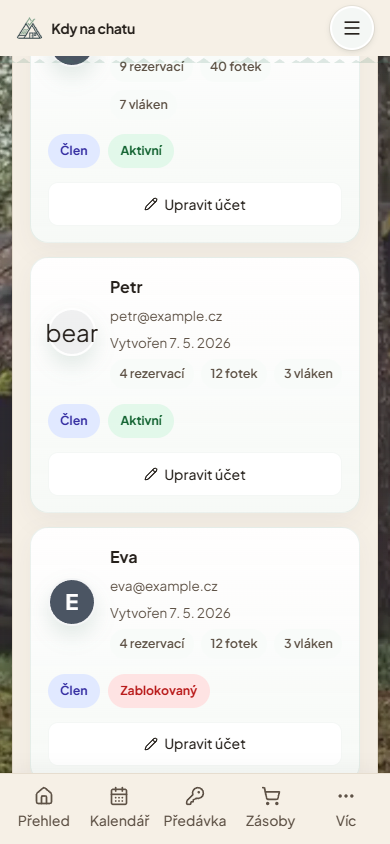 Kdy na chatu
9 rezervací 40 fotek
7 vláken
Člen Aktivní
Upravit účet
Petr
bear
petr@example.cz
Vytvořen 7. 5. 2026
4 rezervací 12 fotek 3 vláken
Člen Aktivní
Upravit účet
Eva
E
eva@example.cz
Vytvořen 7. 5. 2026
4 rezervací 12 fotek 3 vláken
Člen Zablokovaný
Upravit účet
Přehled Kalendář Předávka Zásoby Víc